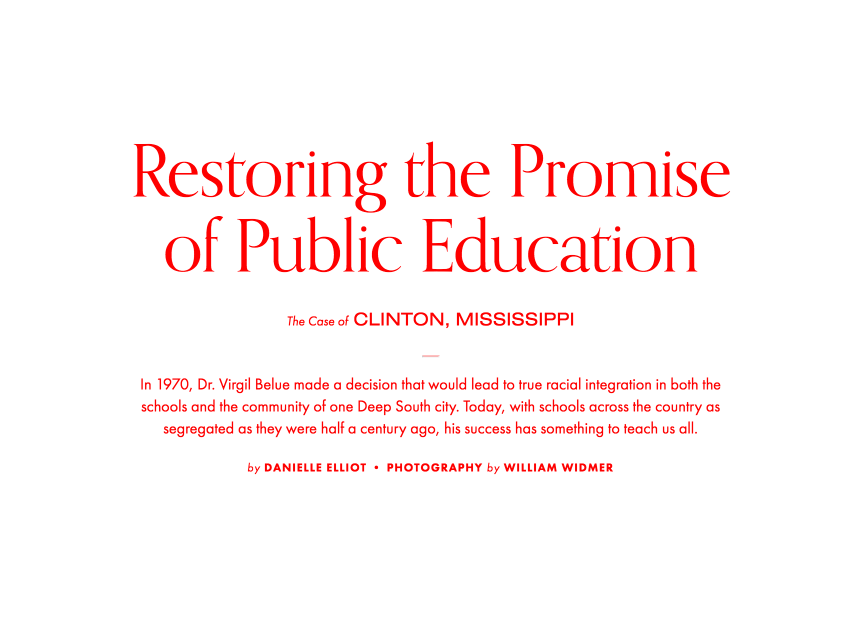 Restoring the Promise
of Public Education
The Case of CLINTON, MISSISSIPPI
In 1970, Dr. Virgil Belue made a decision that would lead to true racial integration in both the
schools and the community of one Deep South city. Today, with schools across the country as
segregated as they were half a century ago, his success has something to teach us all.
by DANIELLE ELLIOT • PHOTOGRAPHY by WILLIAM WIDMER